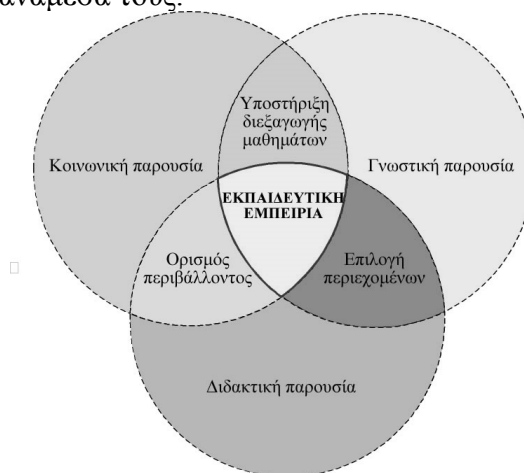 ανάμεσά τους.
Υποστήριξη
διεξαγωγής
μαθημάτων
Κοινωνική παρουσία
Γνωστική παρουσία
ΕΚΠΑΙΔΕΥΤΙΚΗ
ΕΜΠΕΙΡΙΑ
Ορισμός
περιβάλλοντος
Επιλογή
περιεχομένων
Διδακτική παρουσία